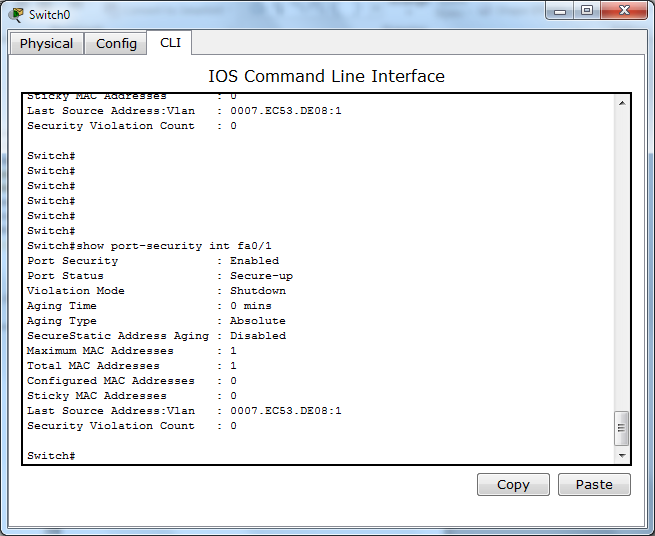 Switch0
Physical Config CLI
IOS Command Line Interface
Sticky MAC Addresses : 0
Last Source Address:Vlan : 0007.EC53.DE08:1
Security Violation Count : 0
Switch#
Switch#
Switch#
Switch#
Switch#
Switch#
Switch#show port-security int fa0/1
Port Security : Enabled
Port Status : Secure-up
Violation Mode : Shutdown
Aging Time : 0 mins
Aging Type : Absolute
SecureStatic Address Aging : Disabled
Maximum MAC Addresses : 1
Total MAC Addresses : 1
Configured MAC Addresses : 0
Sticky MAC Addresses : 0
Last Source Address:Vlan : 0007.EC53.DE08:1
Security Violation Count : 0
Switch#
Copy Paste